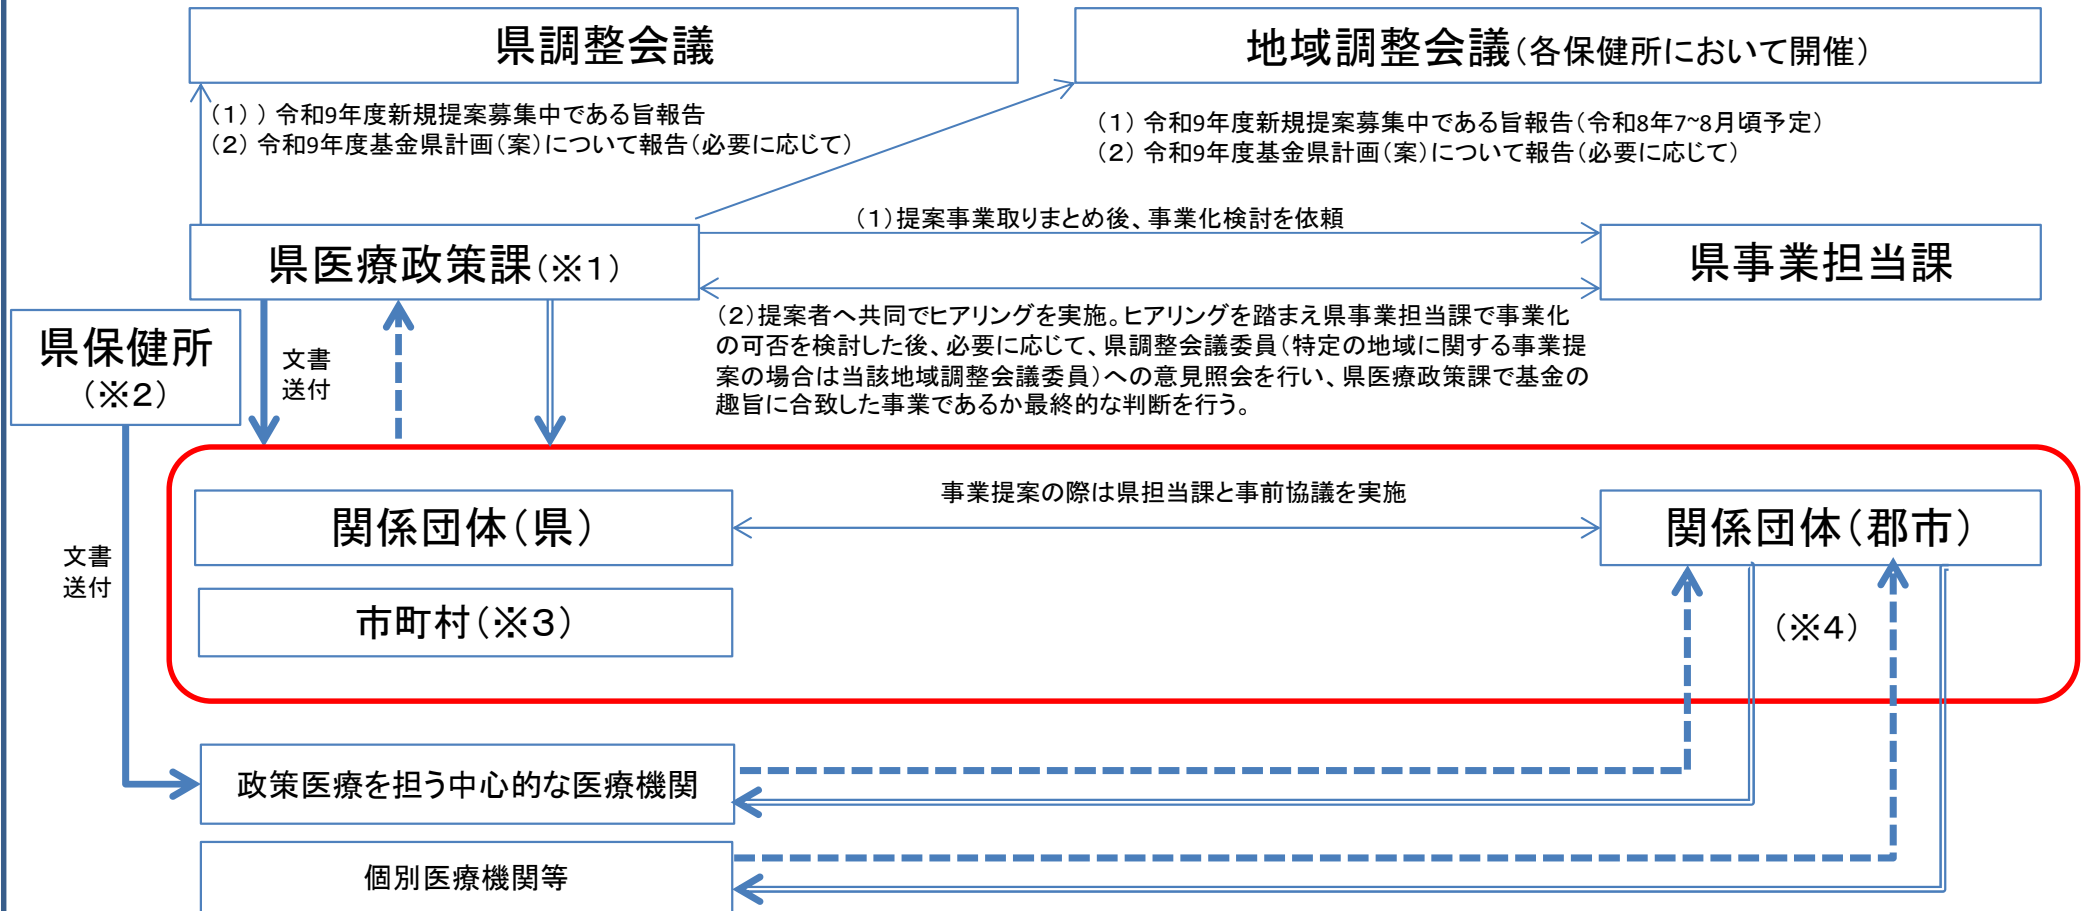 県調整会議
地域調整会議(各保健所において開催)
(1)) 令和9年度新規提案募集中である旨報告
(2) 令和9年度基金県計画(案)について報告(必要に応じて)
(1) 令和9年度新規提案募集中である旨報告(令和8年7~8月頃予定)
(2) 令和9年度基金県計画(案)について報告(必要に応じて)
(1)提案事業取りまとめ後、事業化検討を依頼
県医療政策課(※1)
県事業担当課
(2)提案者へ共同でヒアリングを実施。ヒアリングを踏まえ県事業担当課で事業化
の可否を検討した後、必要に応じて、県調整会議委員(特定の地域に関する事業提
案の場合は当該地域調整会議委員)への意見照会を行い、県医療政策課で基金の
趣旨に合致した事業であるか最終的な判断を行う。
県保健所
(※2)
文書
送付
事業提案の際は県担当課と事前協議を実施
関係団体(県)
関係団体(郡市)
文書
送付
市町村(※3)
(※4)
政策医療を担う中心的な医療機関
個別医療機関等